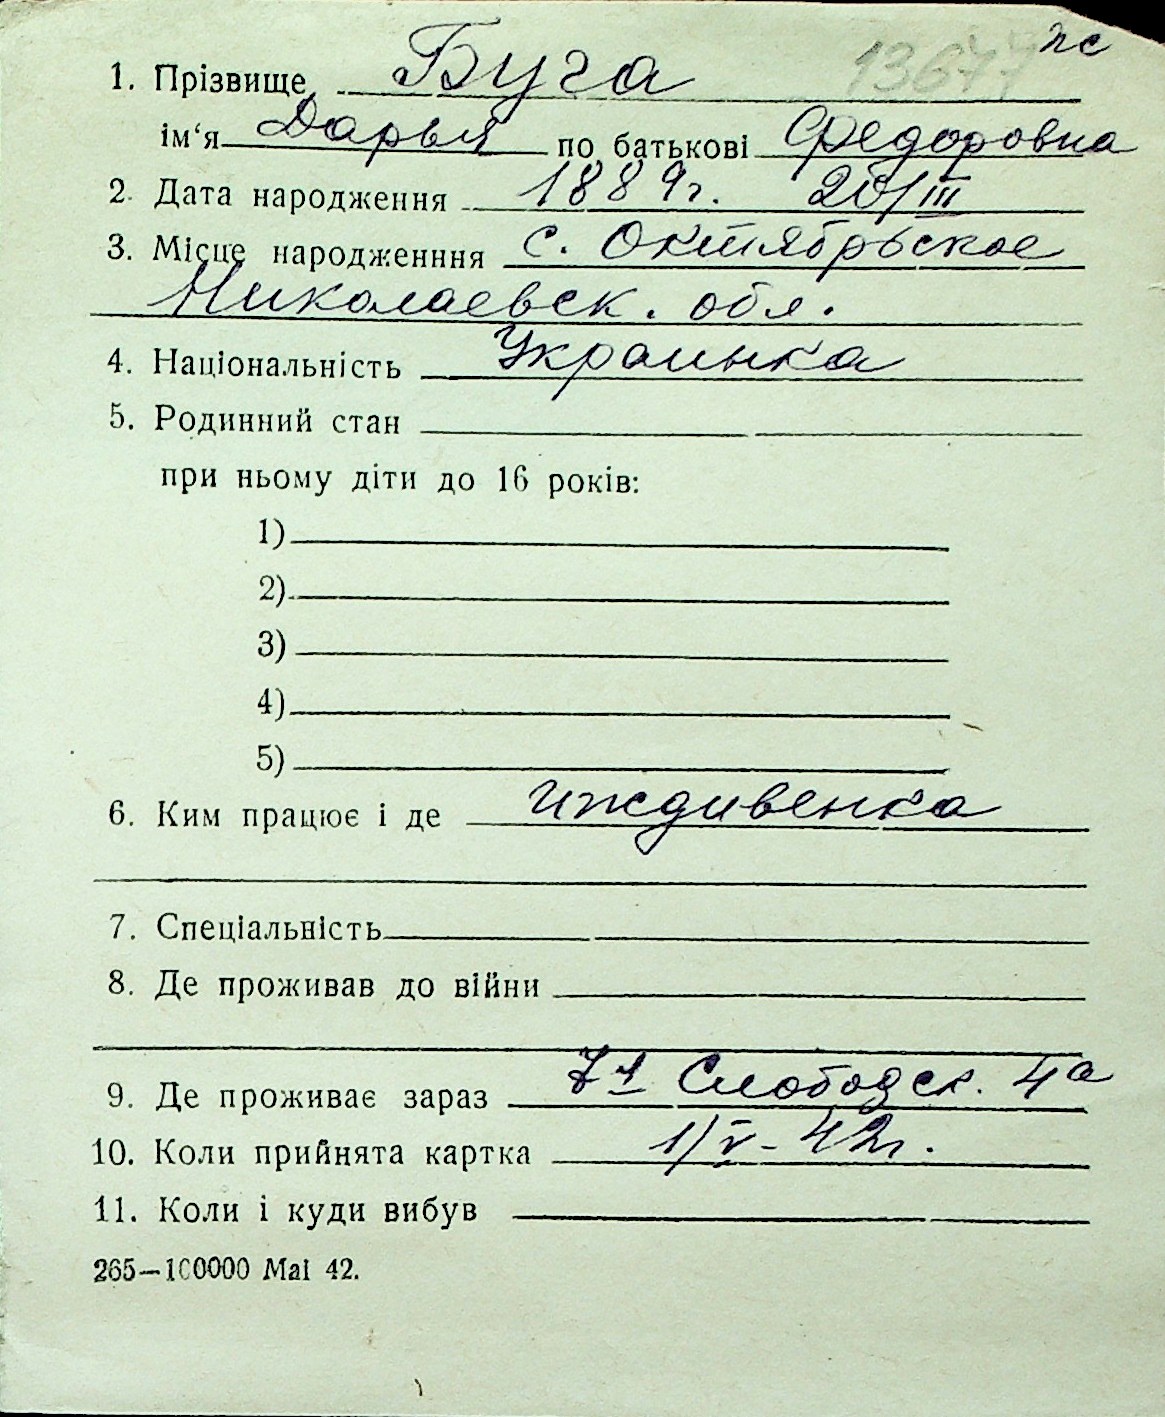 13677 пс
1. Прізвище Буга
ім‘я Дарья по батькові Федоровна
2. Дата народження 1889г. 20/III
3. Місце народженння с. Октябрьское
Николаевск. обл.
4. Національність Украинка
5. Родинний стан
при ньому діти до 16 років:
1)
2)
3)
4)
5)
6. Ким працює і де иждивенка
7. Спеціальність
8. Де проживав до війни
9. Де проживає зараз Слободск. 4а
10. Коли прийнята картка 1/V-42г.
11. Коли і куди вибув
265—100000 Mai 42.